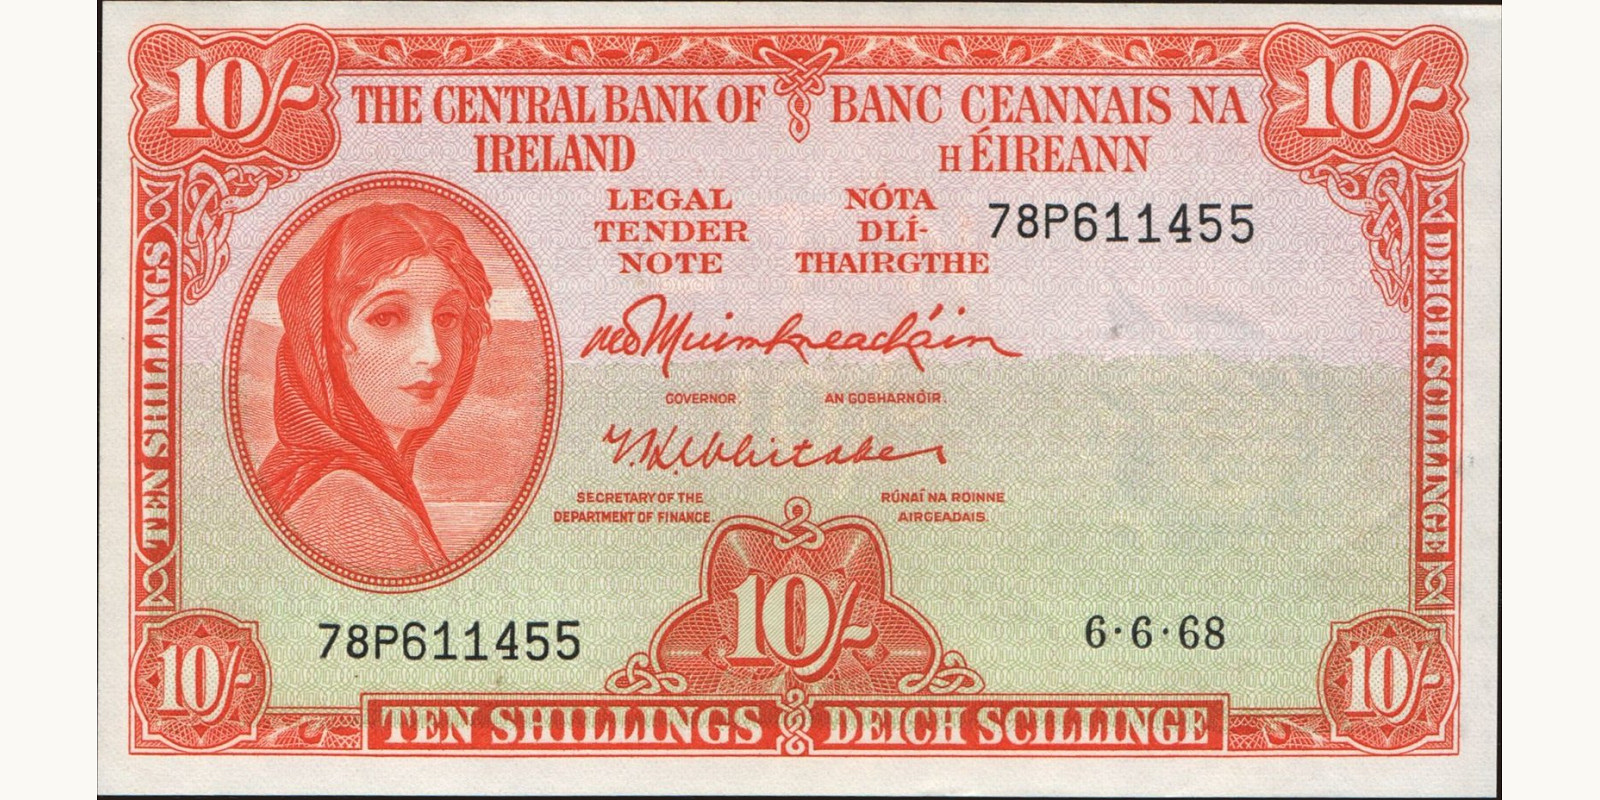 10/-
10/-
THE CENTRAL BANK OF
IRELAND
BANC CEANNAIS NA
H ÉIREANN
LEGAL
TENDER
NOTE
NÓTA
DLÍ-
THAIRGTHE
78P611455
GOVERNOR.
AN GOBHARNÓIR.
T.K. Whitaker
SECRETARY OF THE
DEPARTMENT OF FINANCE.
RÚNAÍ NA ROINNE
AIRGEADAIS.
TEN SHILLINGS
DEICH SCILLINGE
78P611455
10/-
6·6·68
10/-
10/-
TEN SHILLINGS
DEICH SCILLINGE